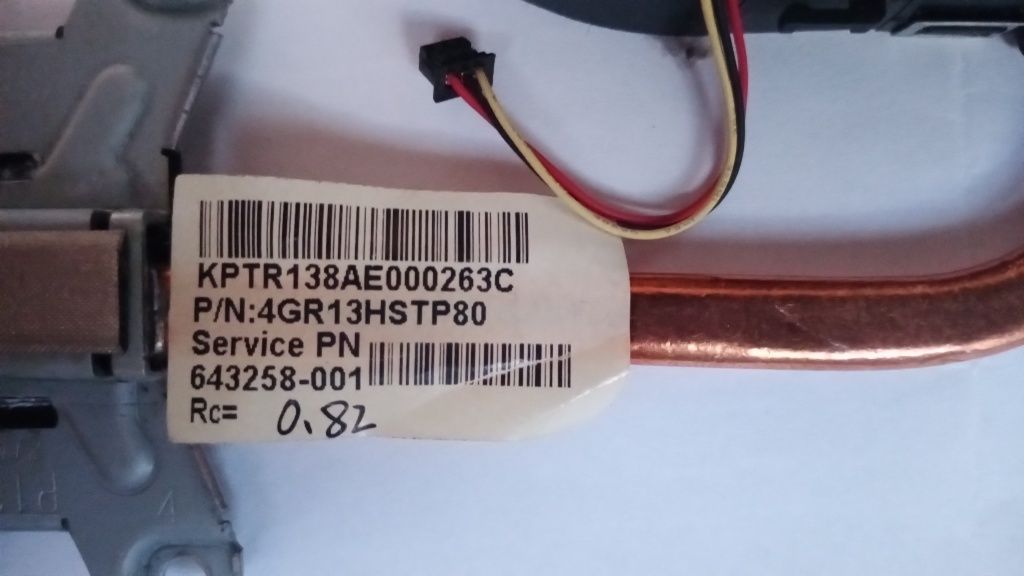 KPTR138AE000263C
P/N:4GR13HSTP80
Service PN
643258-001
Rc= 0.82